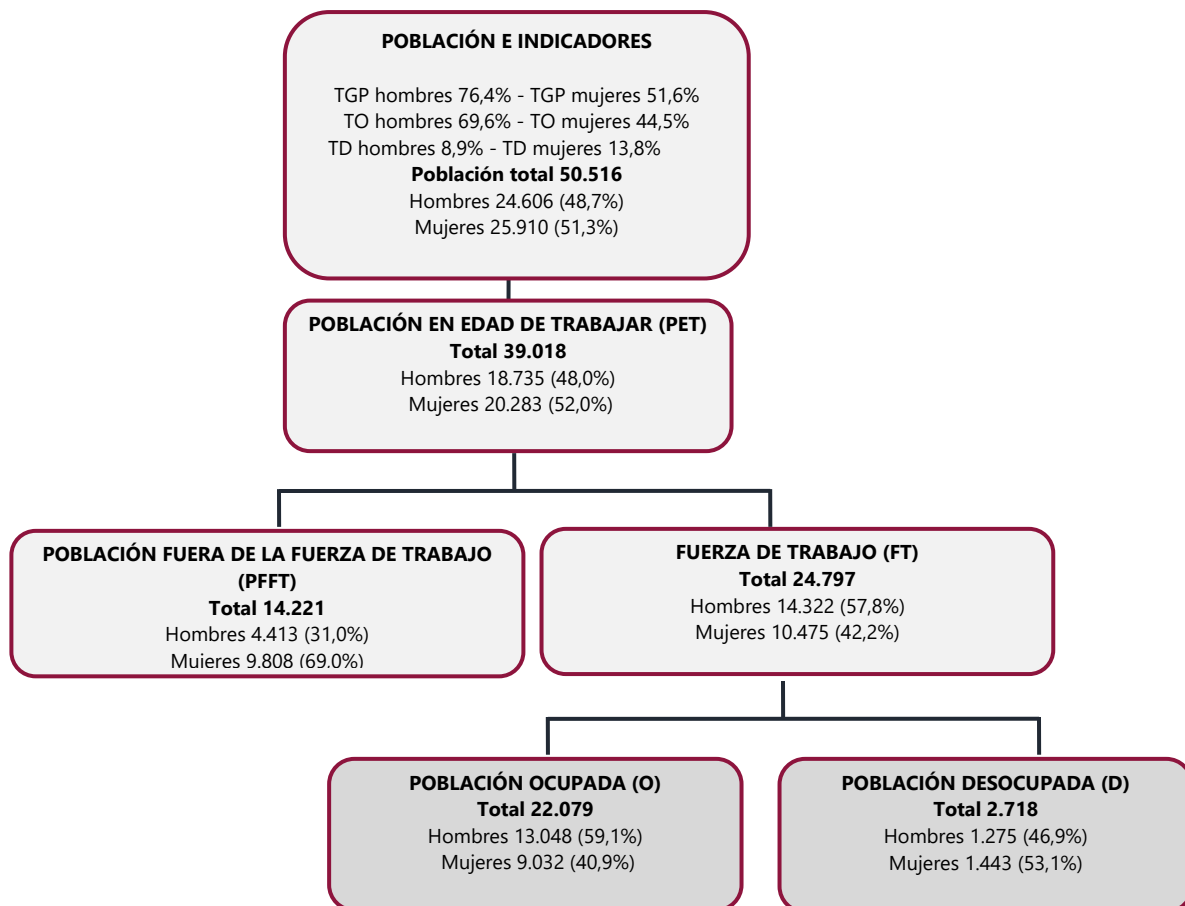 POBLACIÓN E INDICADORES
TGP hombres 76,4% - TGP mujeres 51,6%
TO hombres 69,6% - TO mujeres 44,5%
TD hombres 8,9% - TD mujeres 13,8%
Población total 50.516
Hombres 24.606 (48,7%)
Mujeres 25.910 (51,3%)
POBLACIÓN EN EDAD DE TRABAJAR (PET)
Total 39.018
Hombres 18.735 (48,0%)
Mujeres 20.283 (52,0%)
POBLACIÓN FUERA DE LA FUERZA DE TRABAJO
(PFFT)
Total 14.221
Hombres 4.413 (31,0%)
Mujeres 9.808 (69,0%)
FUERZA DE TRABAJO (FT)
Total 24.797
Hombres 14.322 (57,8%)
Mujeres 10.475 (42,2%)
POBLACIÓN OCUPADA (O)
Total 22.079
Hombres 13.048 (59,1%)
Mujeres 9.032 (40,9%)
POBLACIÓN DESOCUPADA (D)
Total 2.718
Hombres 1.275 (46,9%)
Mujeres 1.443 (53,1%)